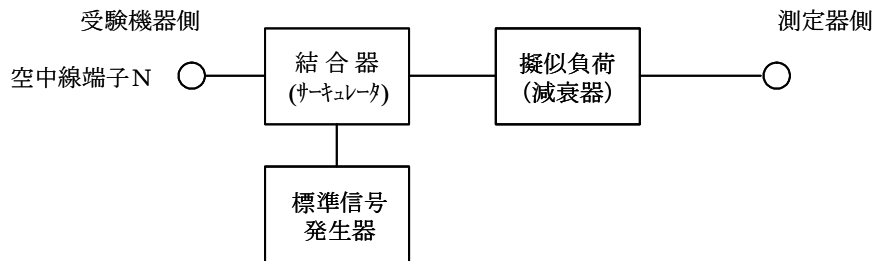 受験機器側
測定器側
空中線端子N
結合器
(サーキュレータ)
擬似負荷
(減衰器)
標準信号
発生器